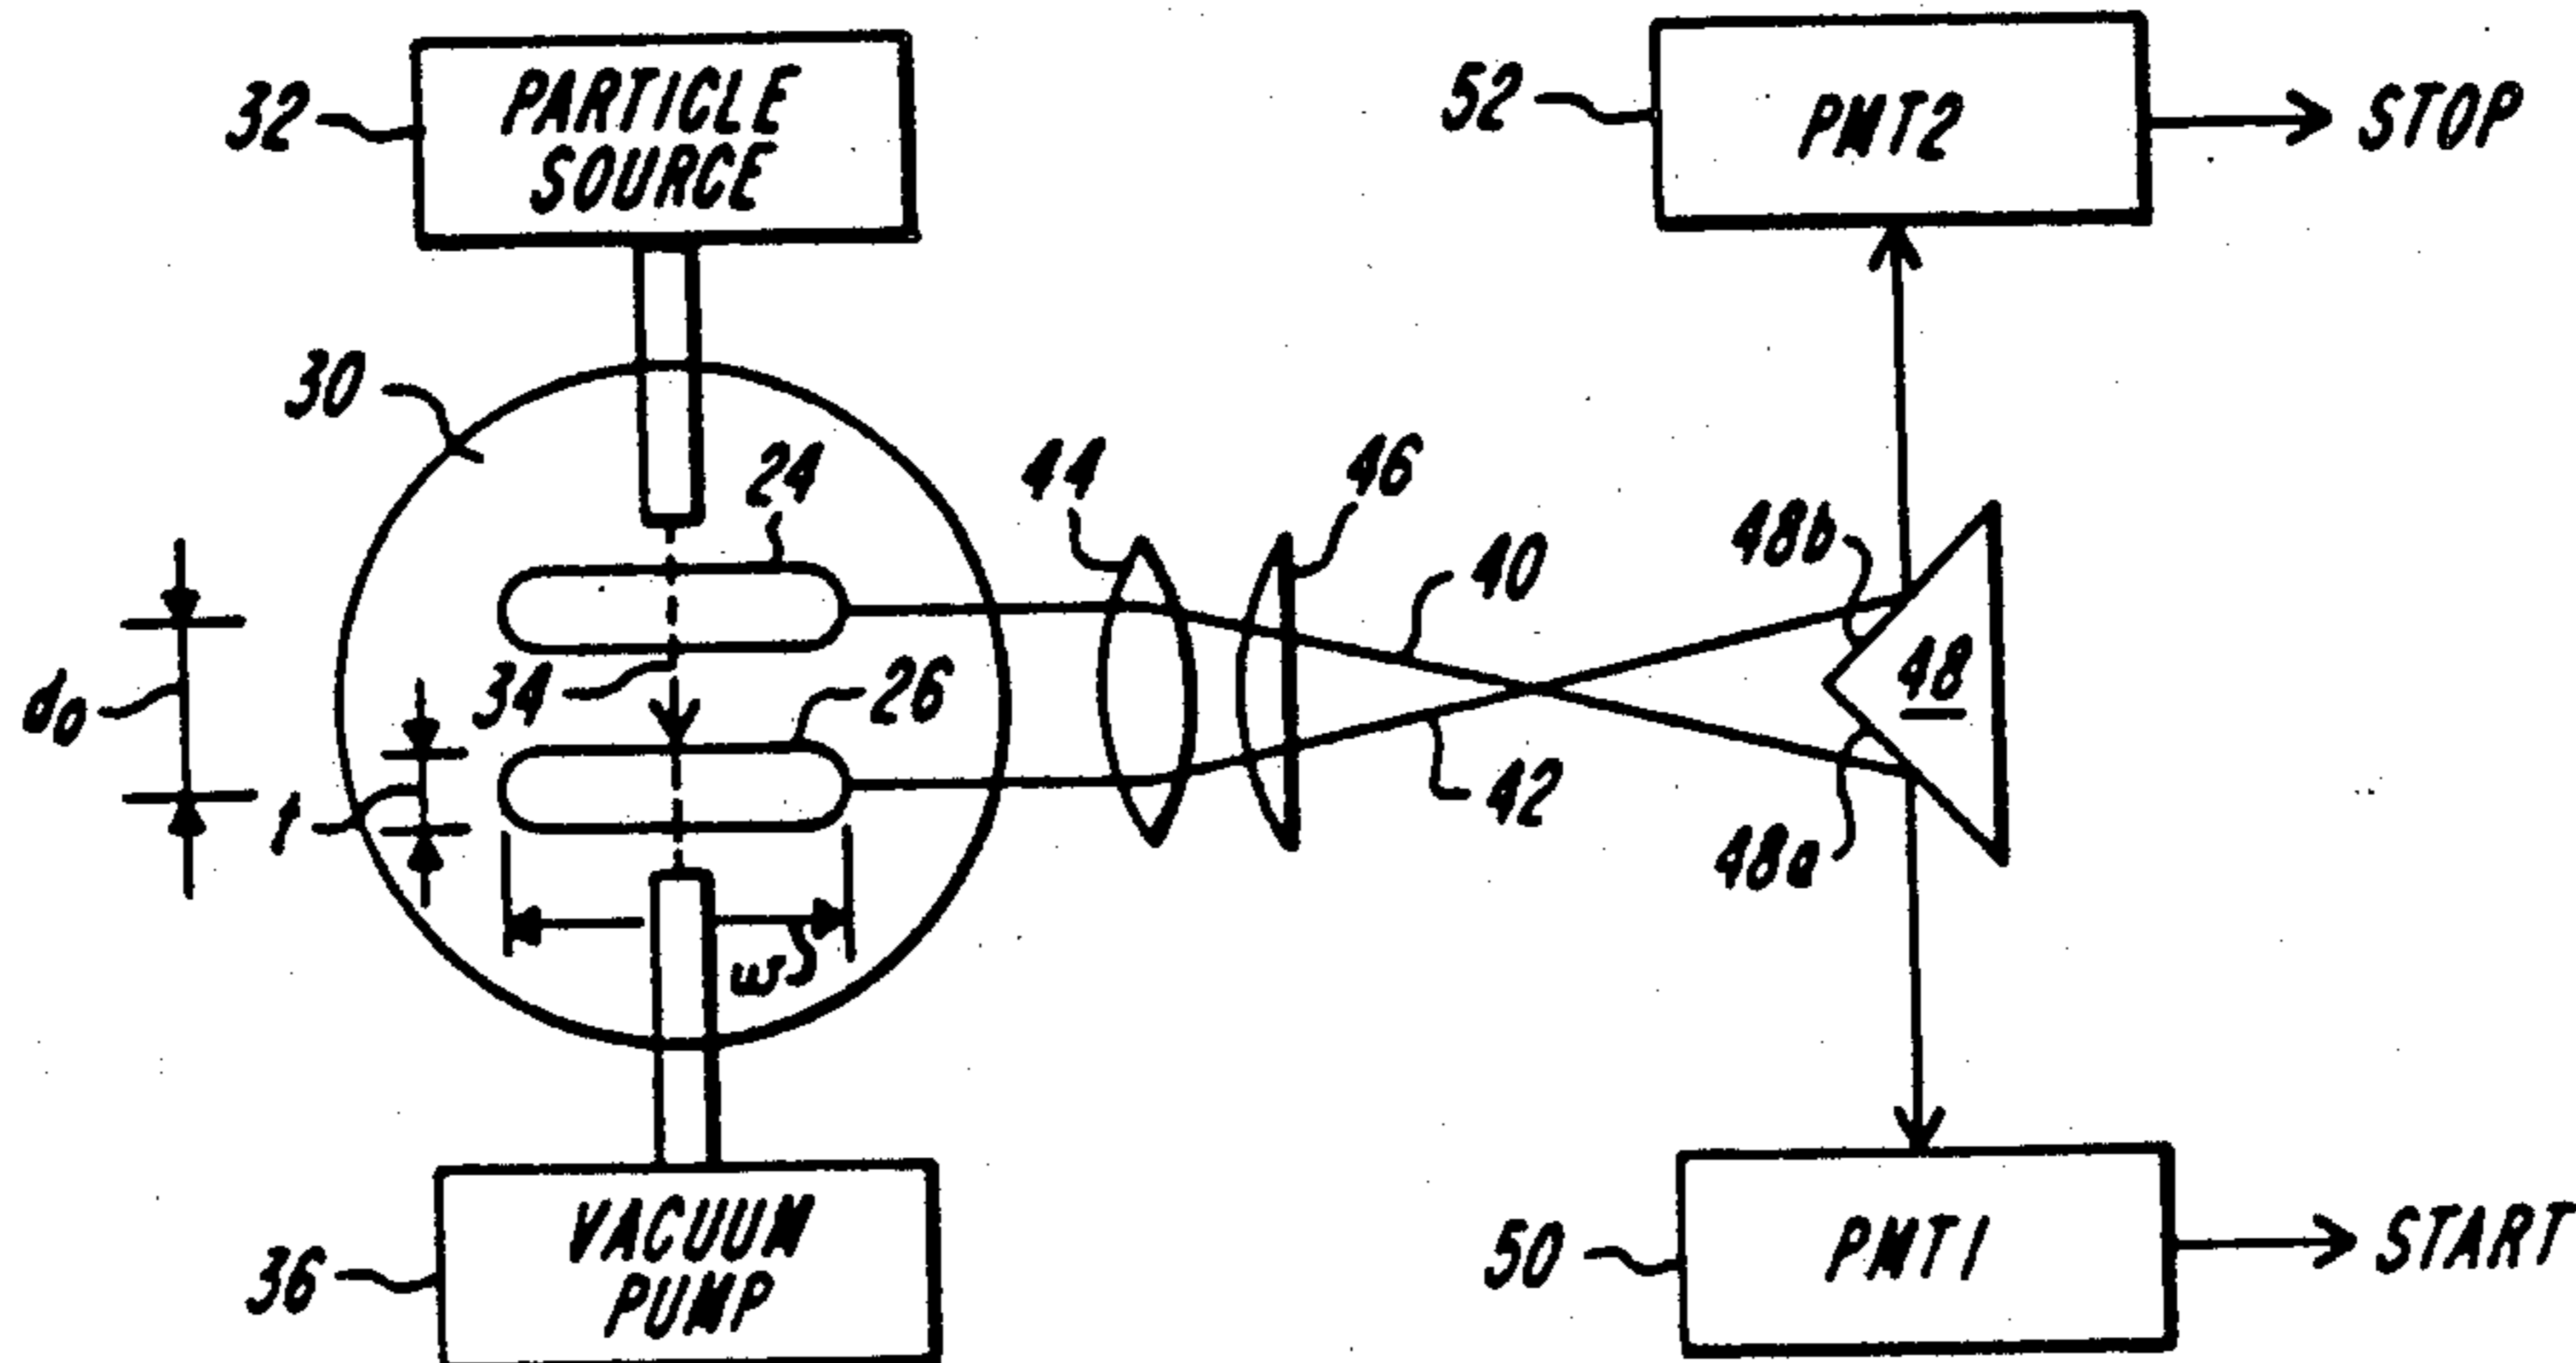 PARTICLE
SOURCE
32
52
PMT2
STOP
30
24
44
46
40
48b
34
26
48
d₀
t
42
48a
w
36
VACUUM
PUMP
50
PMT1
START